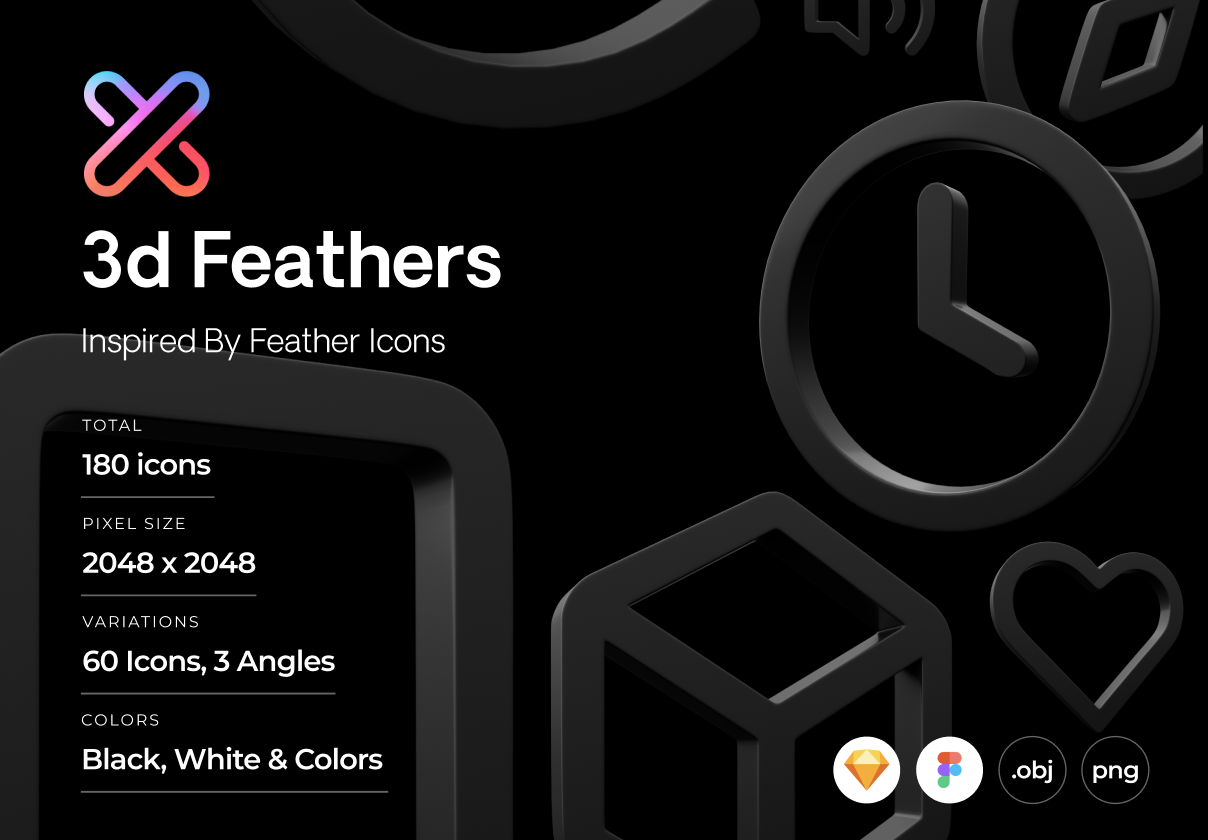 3d Feathers
Inspired By Feather Icons
TOTAL
180 icons
PIXEL SIZE
2048 x 2048
VARIATIONS
60 Icons, 3 Angles
COLORS
Black, White & Colors
.obj
png